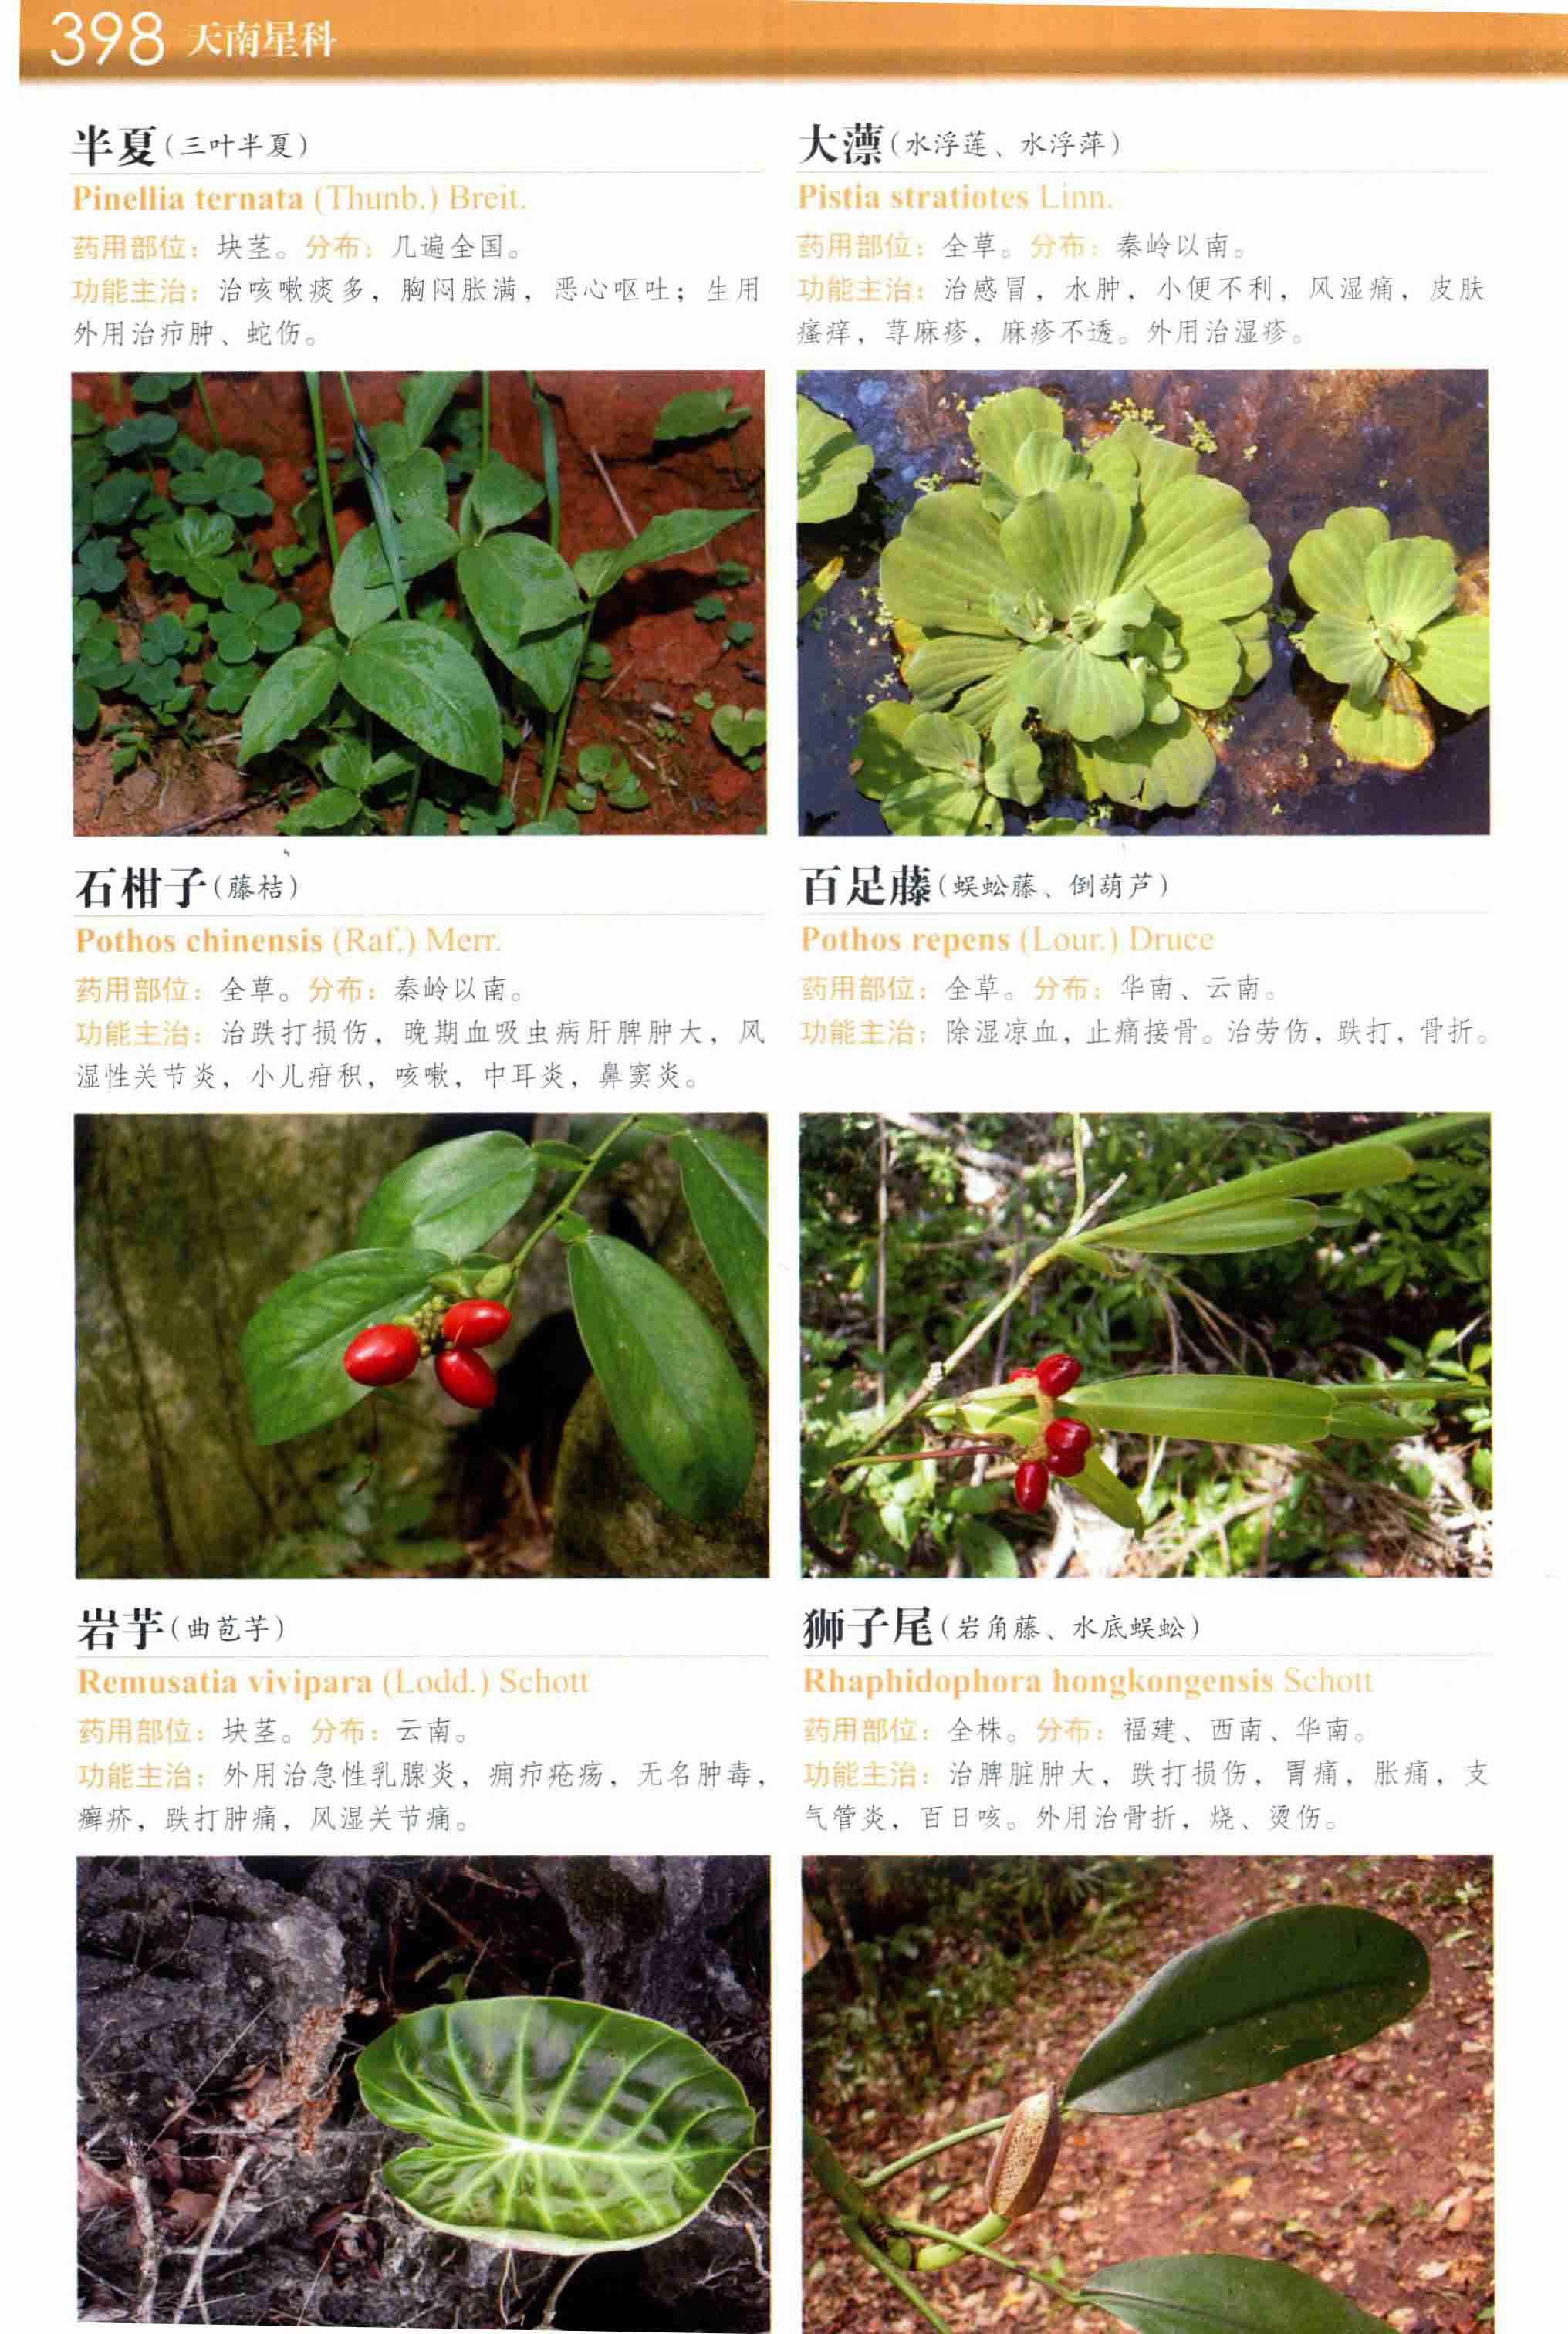 398 天南星科
半夏(三叶半夏)
Pinellia ternata (Thunb.) Breit.
药用部位：块茎。分布：几遍全国。
功能主治：治咳嗽痰多，胸闷胀满，恶心呕吐；生用
外用治疖肿、蛇伤。
大薸(水浮莲、水浮萍)
Pistia stratiotes Linn.
药用部位：全草。分布：秦岭以南。
功能主治：治感冒，水肿，小便不利，风湿痛，皮肤
瘙痒，荨麻疹，麻疹不透。外用治湿疹。
石柑子(藤桔)
Pothos chinensis (Raf.) Merr.
药用部位：全草。分布：秦岭以南。
功能主治：治跌打损伤，晚期血吸虫病肝脾肿大，风
湿性关节炎，小儿疳积，咳嗽，中耳炎，鼻窦炎。
百足藤(蜈蚣藤、倒葫芦)
Pothos repens (Lour.) Druce
药用部位：全草。分布：华南、云南。
功能主治：除湿凉血，止痛接骨。治劳伤，跌打，骨折。
岩芋(曲苞芋)
Remusatia vivipara (Lodd.) Schott
药用部位：块茎。分布：云南。
功能主治：外用治急性乳腺炎，痈疖疮疡，无名肿毒，
癣疥，跌打肿痛，风湿关节痛。
狮子尾(岩角藤、水底蜈蚣)
Rhaphidophora hongkongensis Schott
药用部位：全株。分布：福建、西南、华南。
功能主治：治脾脏肿大，跌打损伤，胃痛，胀痛，支
气管炎，百日咳。外用治骨折，烧、烫伤。